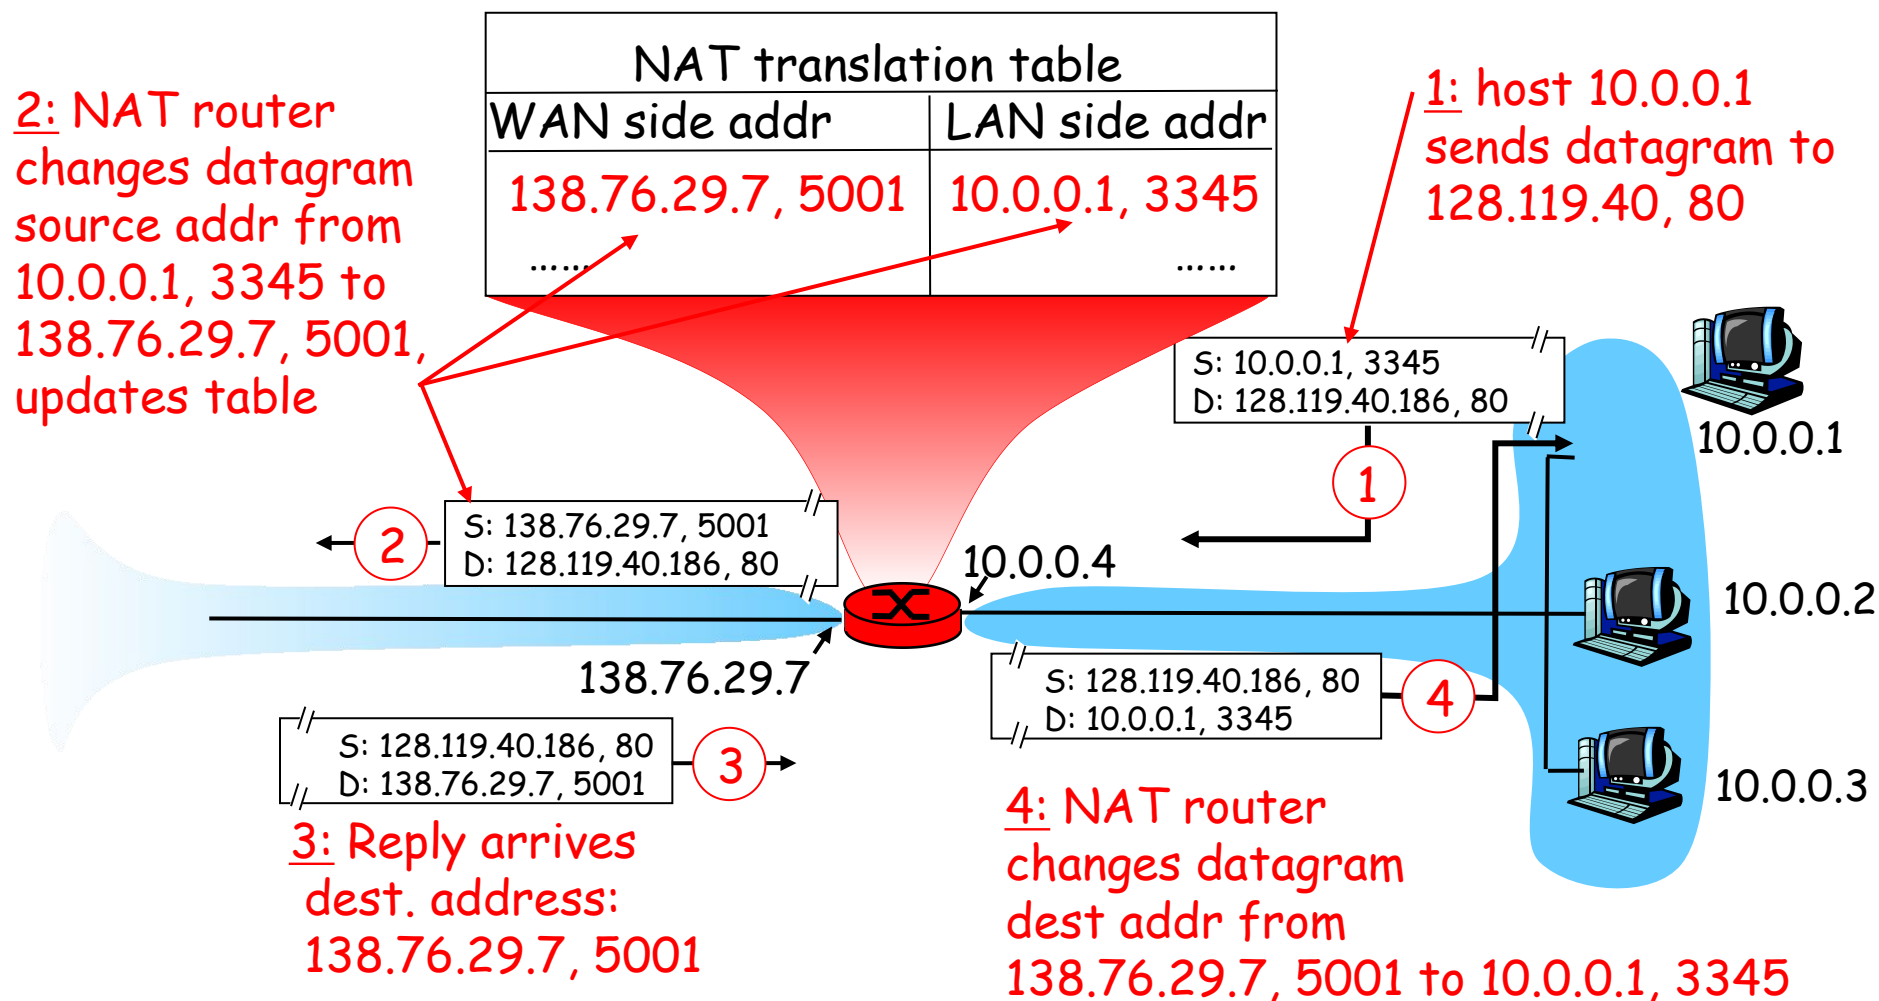 NAT translation table
WAN side addr
LAN side addr
138.76.29.7, 5001
10.0.0.1, 3345
......
......
2: NAT router
changes datagram
source addr from
10.0.0.1, 3345 to
138.76.29.7, 5001,
updates table
1: host 10.0.0.1
sends datagram to
128.119.40, 80
S: 10.0.0.1, 3345
D: 128.119.40.186, 80
10.0.0.1
1
S: 138.76.29.7, 5001
D: 128.119.40.186, 80
2
10.0.0.4
10.0.0.2
138.76.29.7
S: 128.119.40.186, 80
D: 10.0.0.1, 3345
4
S: 128.119.40.186, 80
D: 138.76.29.7, 5001
3
10.0.0.3
3: Reply arrives
dest. address:
138.76.29.7, 5001
4: NAT router
changes datagram
dest addr from
138.76.29.7, 5001 to 10.0.0.1, 3345